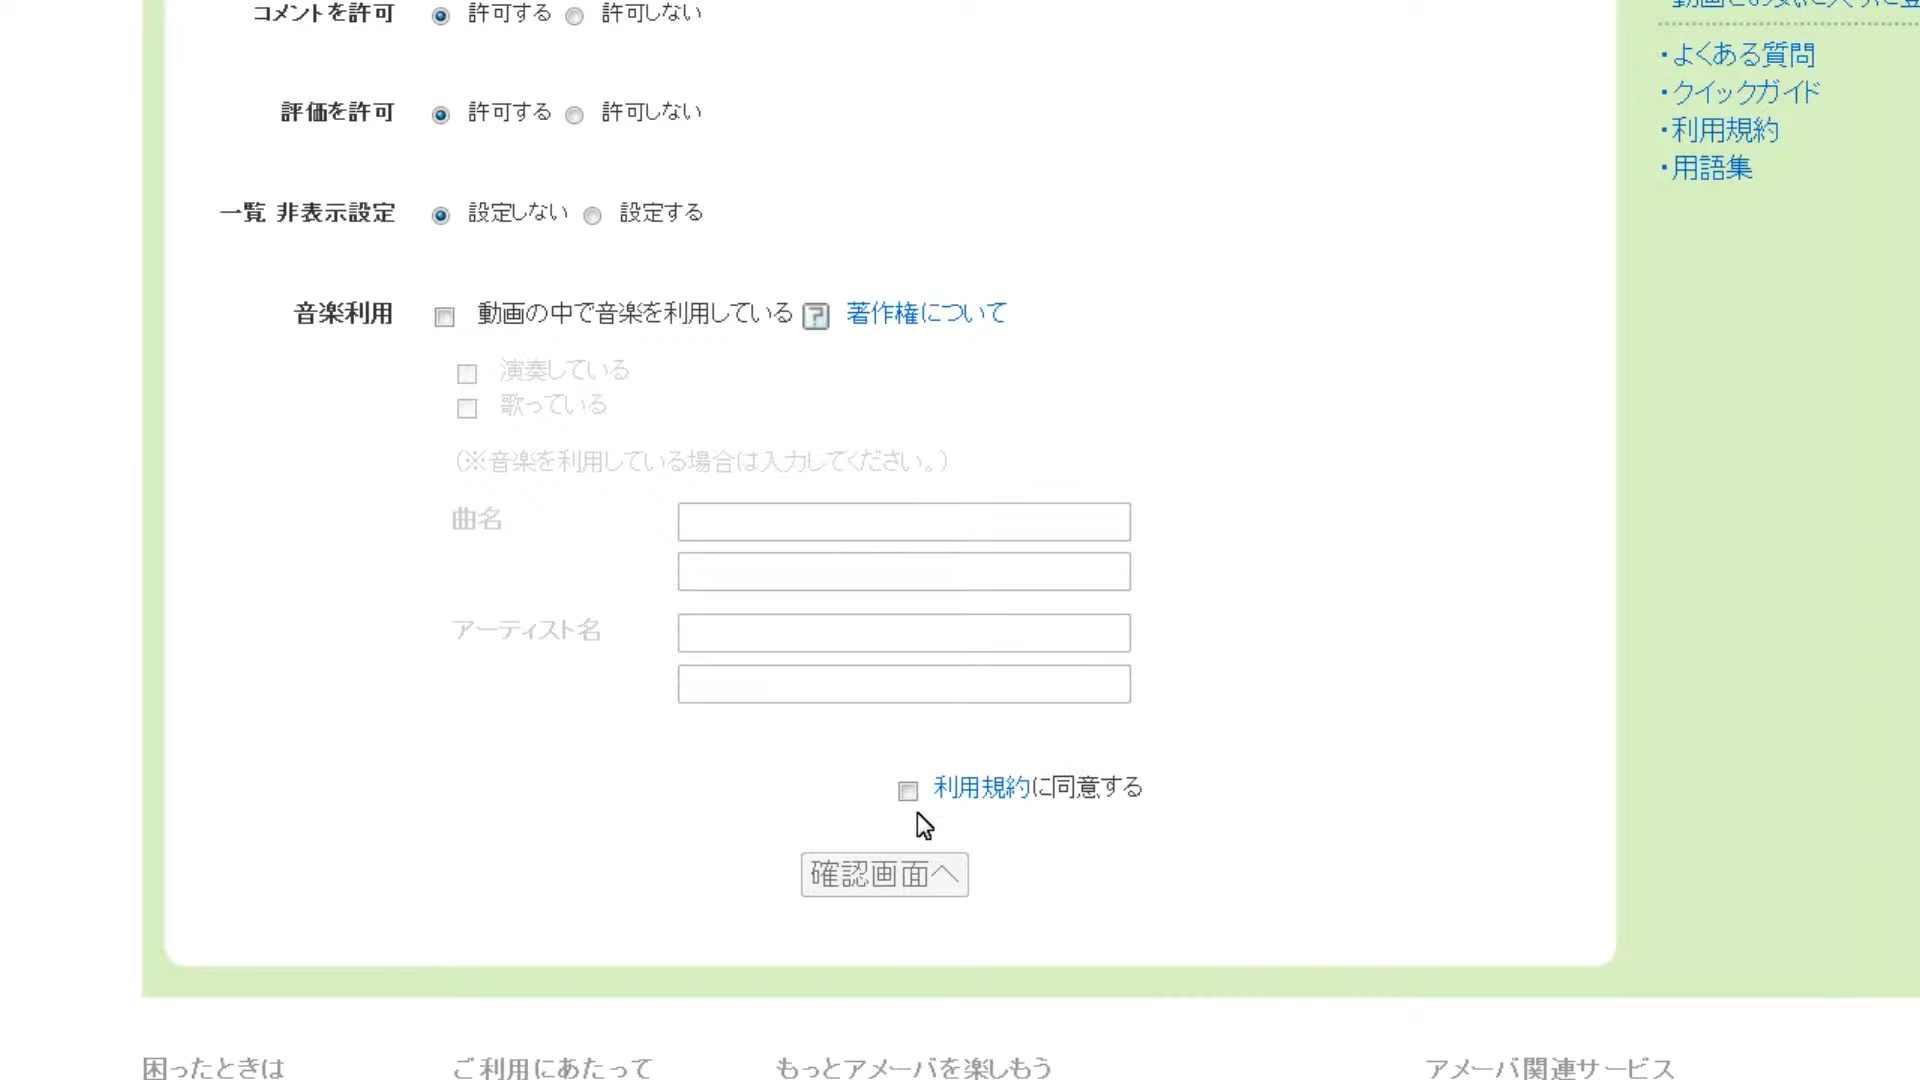 コメントを許可 許可する 許可しない
評価を許可 許可する 許可しない
一覧 非表示設定 設定しない 設定する
音楽利用 動画の中で音楽を利用している ? 著作権について
演奏している
歌っている
(※音楽を利用している場合は入力してください。)
曲名
アーティスト名
利用規約に同意する
確認画面へ
・よくある質問
・クイックガイド
・利用規約
・用語集
困ったときは ご利用にあたって もっとアメーバを楽しもう アメーバ関連サービス